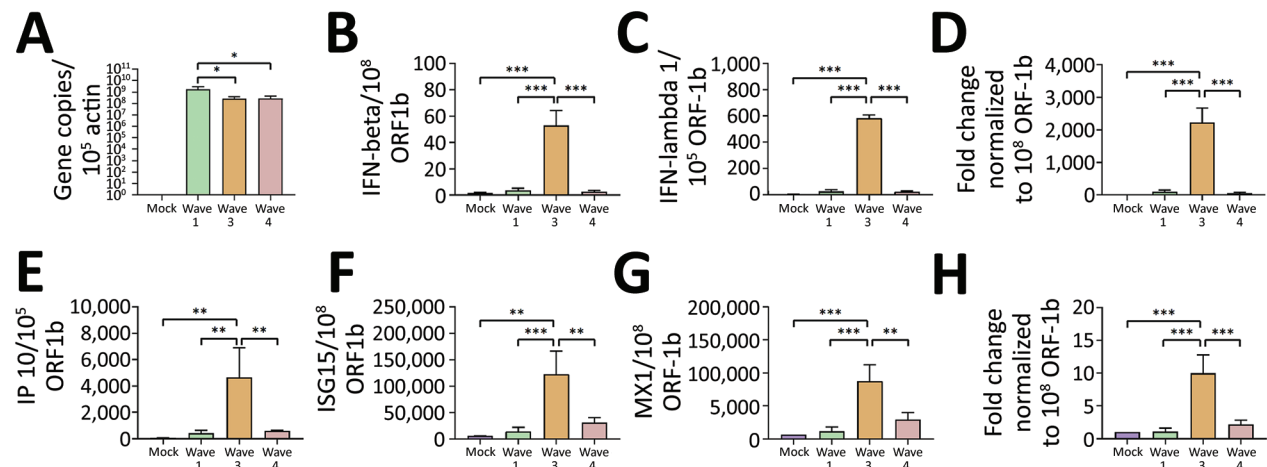 A
Gene copies/
10⁵ actin
10¹¹
10¹⁰
10⁹
10⁸
10⁷
10⁶
10⁵
10⁴
10³
10²
10¹
10⁰
*
*
Mock Wave 1 Wave 3 Wave 4
B
IFN-beta/10⁸
ORF1b
100
80
60
40
20
0
***
*** ***
Mock Wave 1 Wave 3 Wave 4
C
IFN-lambda 1/
10⁵ ORF-1b
1,000
800
600
400
200
0
***
*** ***
Mock Wave 1 Wave 3 Wave 4
D
Fold change
normalized
to 10⁸ ORF-1b
4,000
3,000
2,000
1,000
0
***
*** ***
Mock Wave 1 Wave 3 Wave 4
E
IP 10/10⁵
ORF1b
10,000
8,000
6,000
4,000
2,000
0
**
** **
Mock Wave 1 Wave 3 Wave 4
F
ISG15/10⁸
ORF1b
250,000
200,000
150,000
100,000
50,000
0
**
*** **
Mock Wave 1 Wave 3 Wave 4
G
MX1/10⁸
ORF-1b
200,000
150,000
100,000
5,000
0
***
*** **
Mock Wave 1 Wave 3 Wave 4
H
Fold change
normalized
to 10⁸ ORF-1b
20
15
10
5
0
***
*** ***
Mock Wave 1 Wave 3 Wave 4